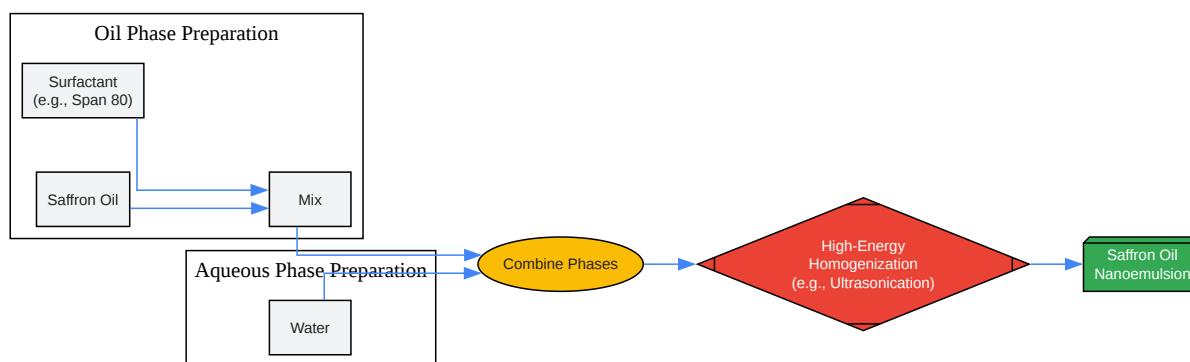 Oil Phase Preparation
Surfactant
(e.g., Span 80)
Saffron Oil
Mix
Aqueous Phase Preparation
Water
Combine Phases
High-Energy
Homogenization
(e.g., Ultrasonication)
Saffron Oil
Nanoemulsion